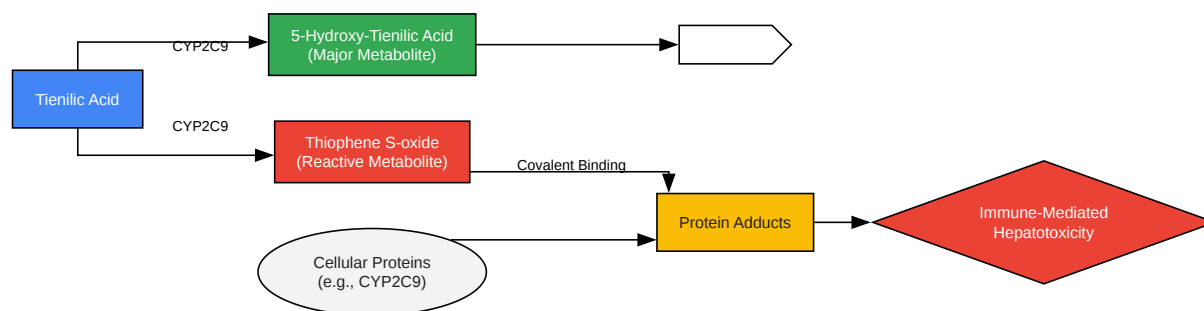 CYP2C9
5-Hydroxy-Tienilic Acid
(Major Metabolite)
Tienilic Acid
CYP2C9
Thiophene S-oxide
(Reactive Metabolite)
Covalent Binding
Protein Adducts
Immune-Mediated
Hepatotoxicity
Cellular Proteins
(e.g., CYP2C9)